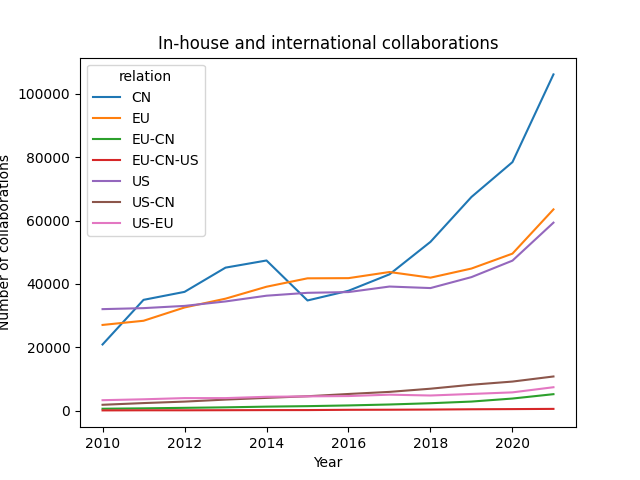 In-house and international collaborations
relation
CN
EU
EU-CN
EU-CN-US
US
US-CN
US-EU
Number of collaborations
100000
80000
60000
40000
20000
0
2010
2012
2014
2016
2018
2020
Year